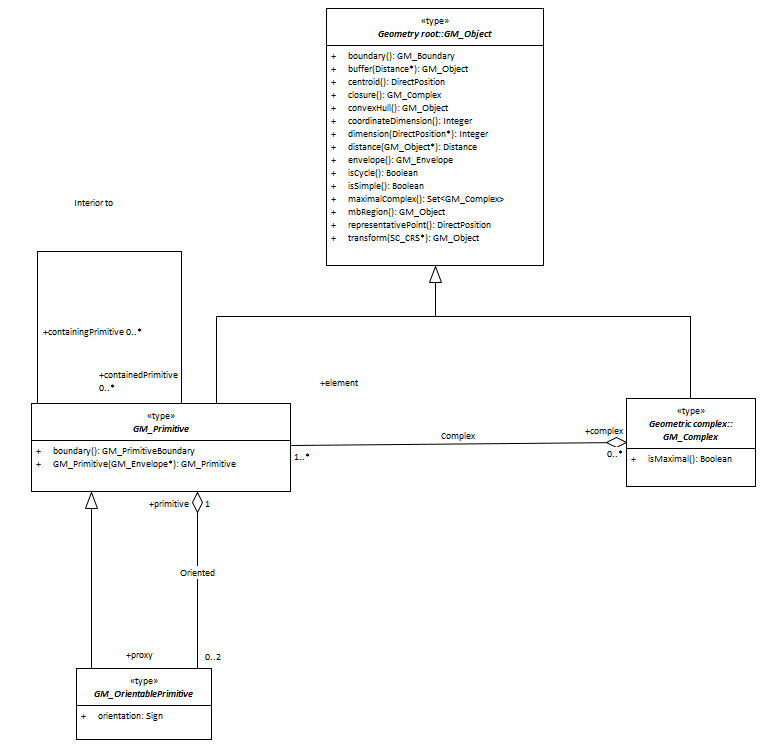 «type»
Geometry root::GM_Object
+ boundary(): GM_Boundary
+ buffer(Distance*): GM_Object
+ centroid(): DirectPosition
+ closure(): GM_Complex
+ convexHull(): GM_Object
+ coordinateDimension(): Integer
+ dimension(DirectPosition*): Integer
+ distance(GM_Object*): Distance
+ envelope(): GM_Envelope
+ isCycle(): Boolean
+ isSimple(): Boolean
+ maximalComplex(): Set<GM_Complex>
+ mbRegion(): GM_Object
+ representativePoint(): DirectPosition
+ transform(SC_CRS*): GM_Object
Interior to
+containingPrimitive 0..*
+containedPrimitive
0..*
+element
«type»
GM_Primitive
+ boundary(): GM_PrimitiveBoundary
+ GM_Primitive(GM_Envelope*): GM_Primitive
1..*
Complex
+complex
0..*
«type»
Geometric complex::
GM_Complex
+ isMaximal(): Boolean
+primitive 1
Oriented
+proxy 0..2
«type»
GM_OrientablePrimitive
+ orientation: Sign